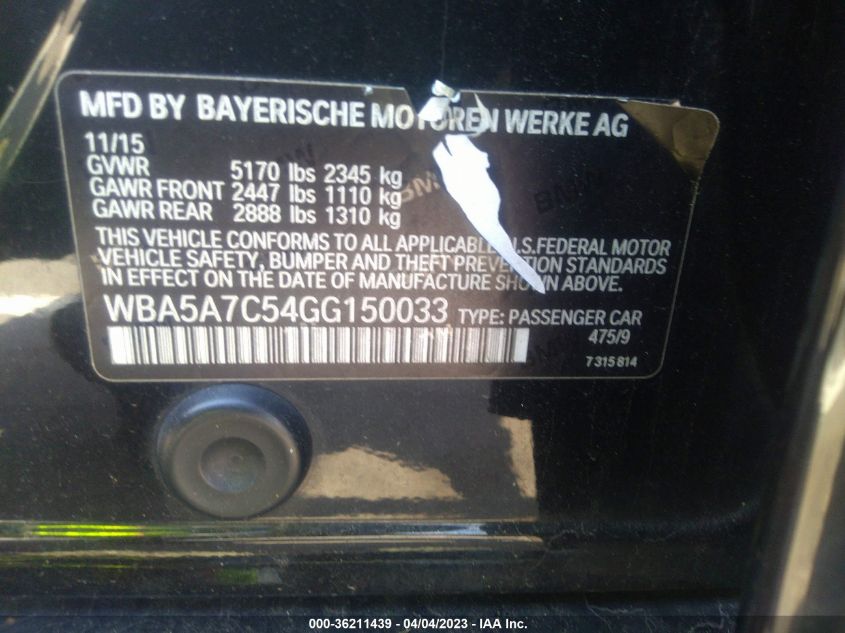 MFD BY BAYERISCHE MOTOREN WERKE AG
11/15
GVWR 5170 lbs 2345 kg
GAWR FRONT 2447 lbs 1110 kg
GAWR REAR 2888 lbs 1310 kg
THIS VEHICLE CONFORMS TO ALL APPLICABLE U.S.FEDERAL MOTOR
VEHICLE SAFETY, BUMPER AND THEFT PREVENTION STANDARDS
IN EFFECT ON THE DATE OF MANUFACTURE SHOWN ABOVE.
WBA5A7C54GG150033 TYPE: PASSENGER CAR
475/9
7315814
000-36211439 - 04/04/2023 - IAA Inc.